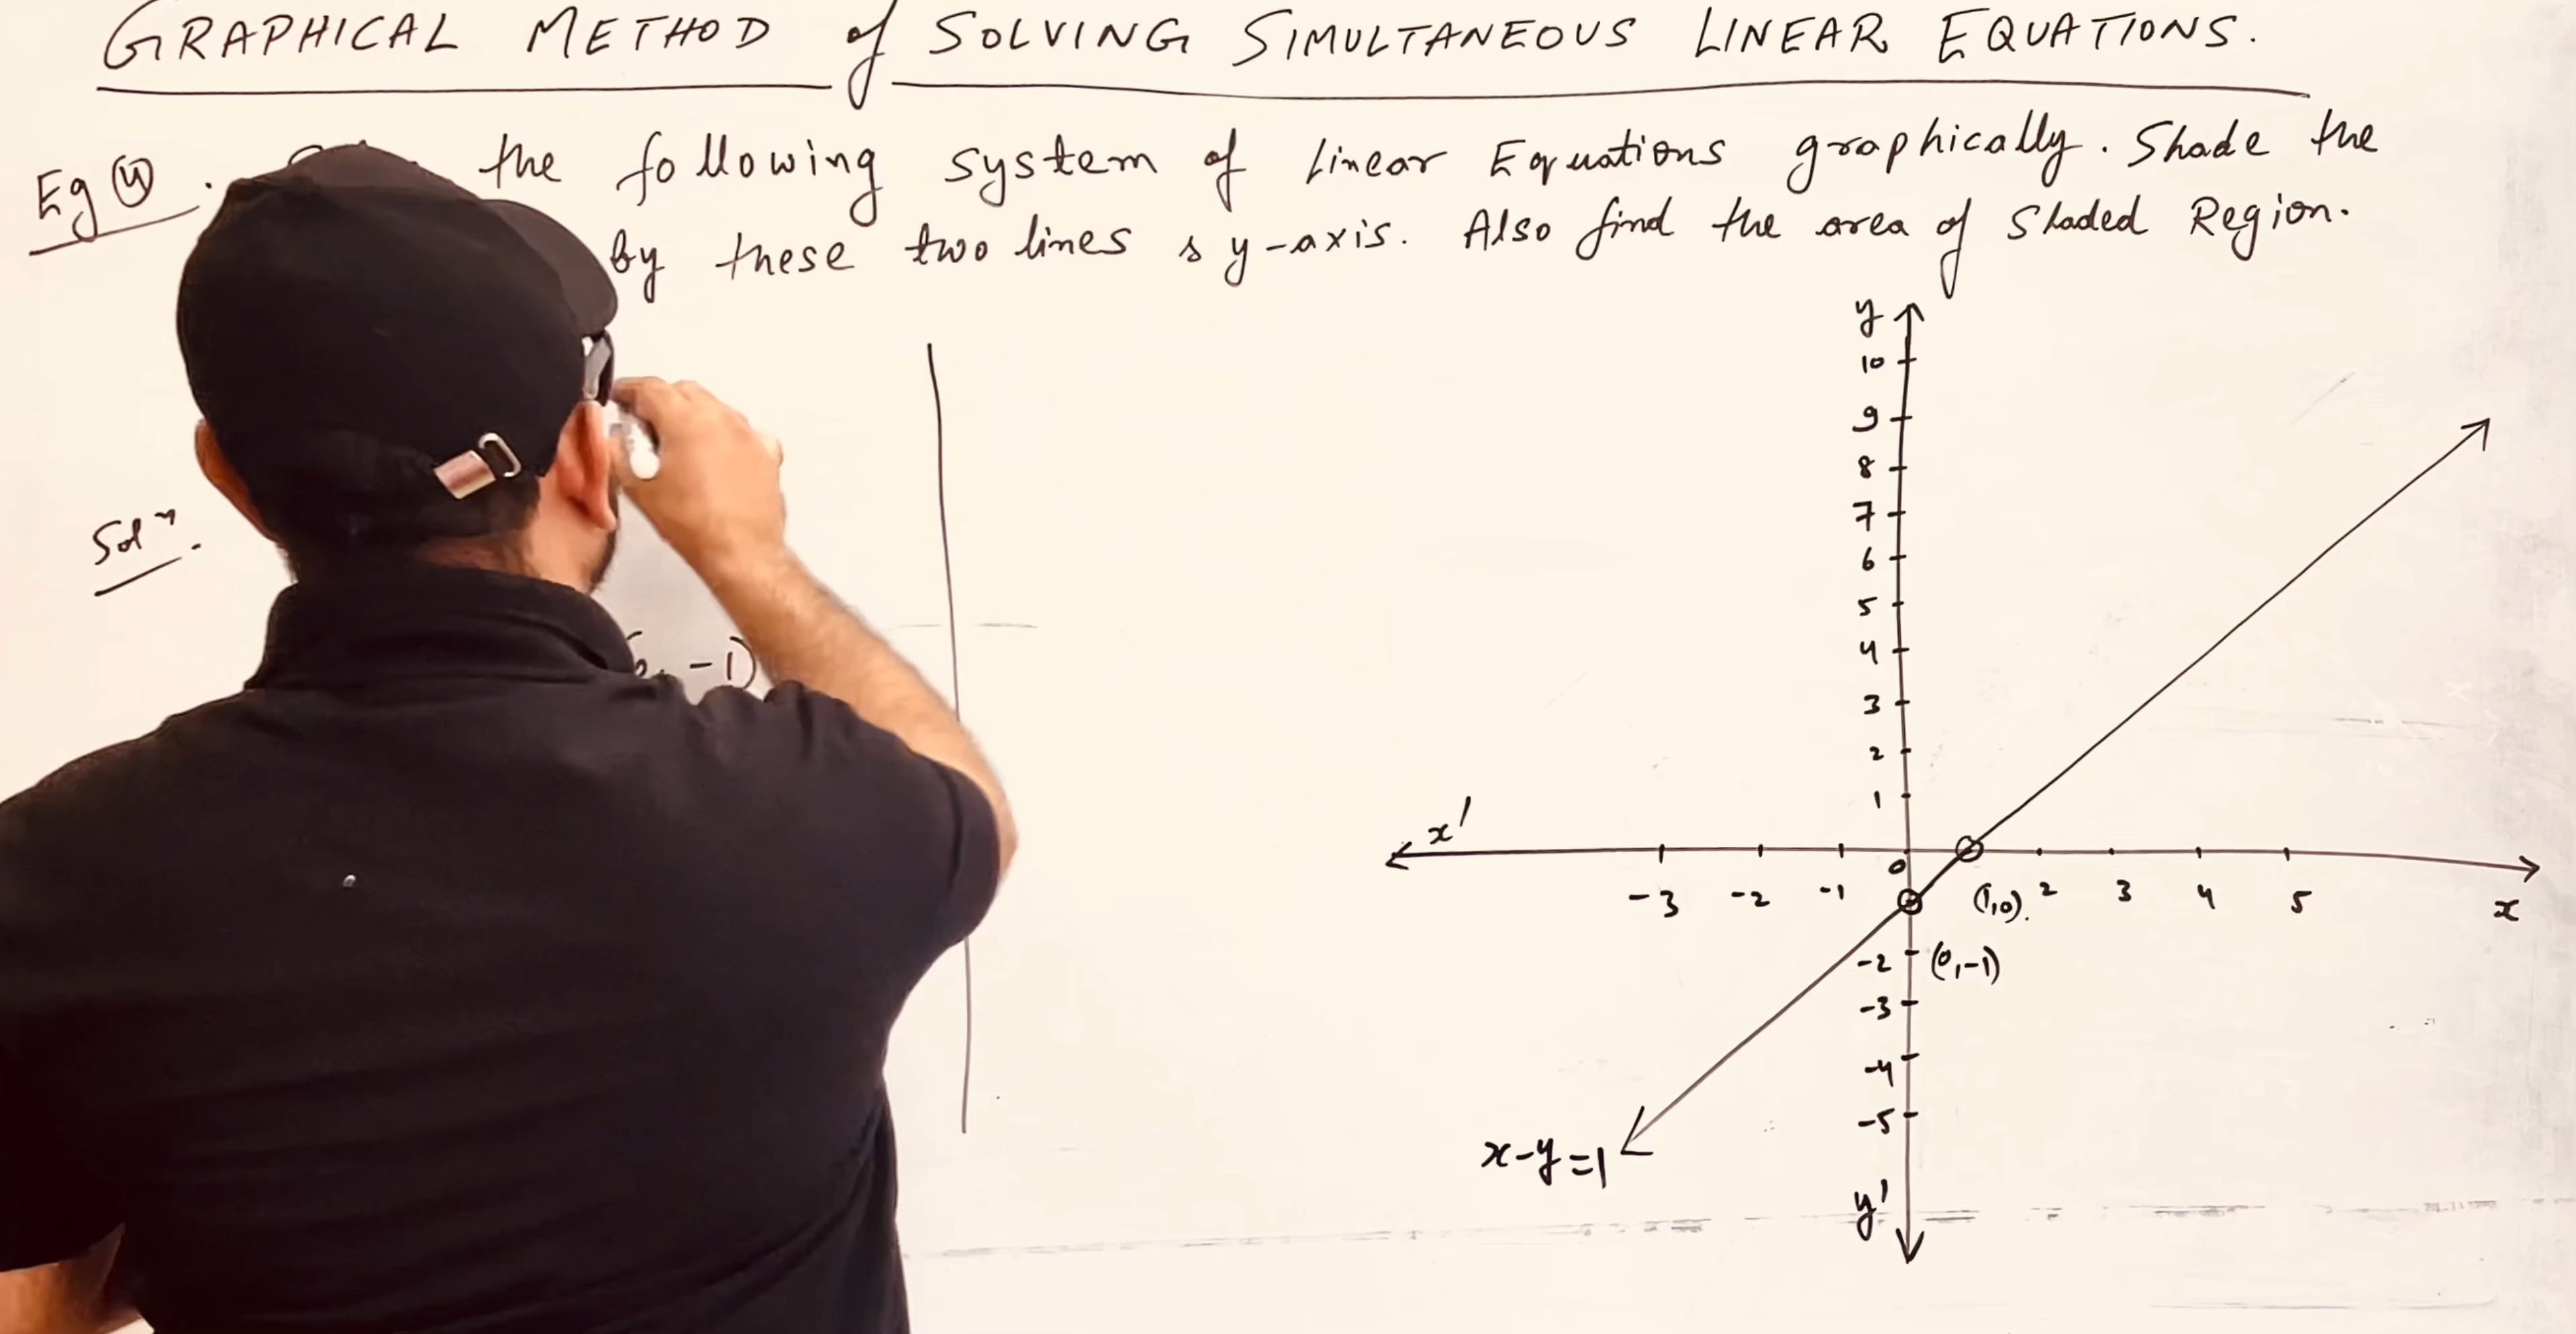 GRAPHICAL METHOD of SOLVING SIMULTANEOUS LINEAR EQUATIONS.
Eg 4. the following system of linear Equations graphically. Shade the
by these two lines & y-axis. Also find the area of Shaded Region.
Solⁿ.
, -1)
y
10
9
8
7
6
5
4
3
2
1
x'
0
-3 -2 -1 (1,0). 2 3 4 5 x
-2 (0,-1)
-3
-4
-5
x-y=1
y'